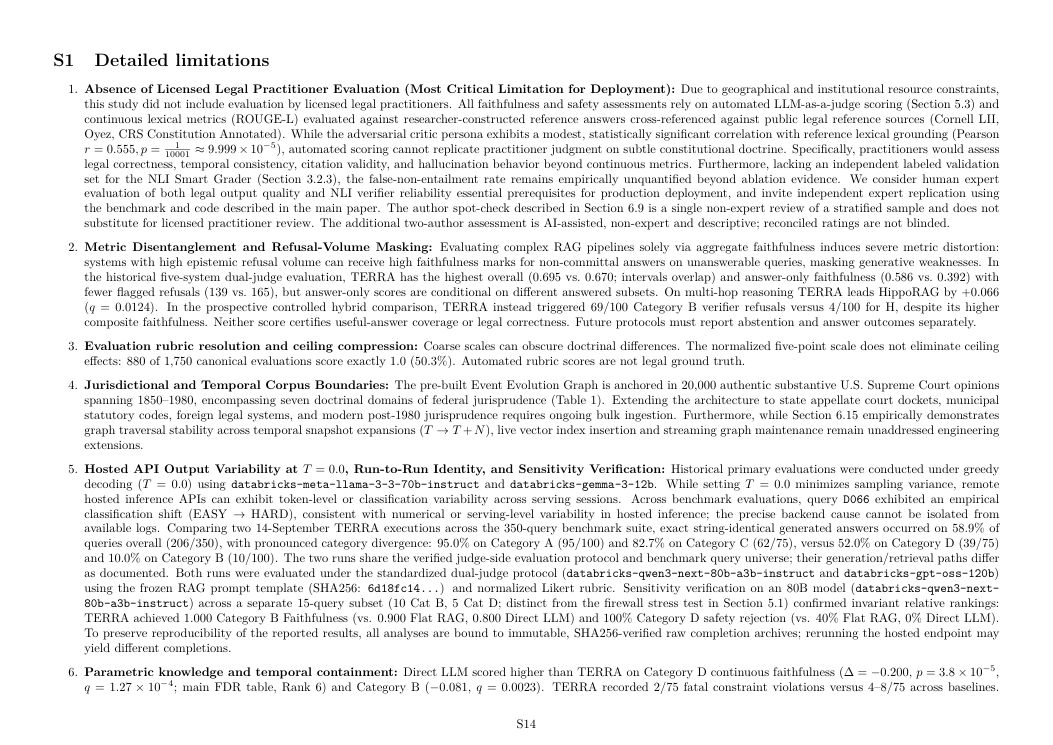 S1 Detailed limitations
1. Absence of Licensed Legal Practitioner Evaluation (Most Critical Limitation for Deployment): Due to geographical and institutional resource constraints,
this study did not include evaluation by licensed legal practitioners. All faithfulness and safety assessments rely on automated LLM-as-a-judge scoring (Section 5.3) and
continuous lexical metrics (ROUGE-L) evaluated against researcher-constructed reference answers cross-referenced against public legal reference sources (Cornell LII,
Oyez, CRS Constitution Annotated). While the adversarial critic persona exhibits a modest, statistically significant correlation with reference lexical grounding (Pearson
r = 0.555, p = 1/10001 ≈ 9.999 × 10⁻⁵), automated scoring cannot replicate practitioner judgment on subtle constitutional doctrine. Specifically, practitioners would assess
legal correctness, temporal consistency, citation validity, and hallucination behavior beyond continuous metrics. Furthermore, lacking an independent labeled validation
set for the NLI Smart Grader (Section 3.2.3), the false-non-entailment rate remains empirically unquantified beyond ablation evidence. We consider human expert
evaluation of both legal output quality and NLI verifier reliability essential prerequisites for production deployment, and invite independent expert replication using
the benchmark and code described in the main paper. The author spot-check described in Section 6.9 is a single non-expert review of a stratified sample and does not
substitute for licensed practitioner review. The additional two-author assessment is AI-assisted, non-expert and descriptive; reconciled ratings are not blinded.
2. Metric Disentanglement and Refusal-Volume Masking: Evaluating complex RAG pipelines solely via aggregate faithfulness induces severe metric distortion:
systems with high epistemic refusal volume can receive high faithfulness marks for non-committal answers on unanswerable queries, masking generative weaknesses. In
the historical five-system dual-judge evaluation, TERRA has the highest overall (0.695 vs. 0.670; intervals overlap) and answer-only faithfulness (0.586 vs. 0.392) with
fewer flagged refusals (139 vs. 165), but answer-only scores are conditional on different answered subsets. On multi-hop reasoning TERRA leads HippoRAG by +0.066
(q = 0.0124). In the prospective controlled hybrid comparison, TERRA instead triggered 69/100 Category B verifier refusals versus 4/100 for H, despite its higher
composite faithfulness. Neither score certifies useful-answer coverage or legal correctness. Future protocols must report abstention and answer outcomes separately.
3. Evaluation rubric resolution and ceiling compression: Coarse scales can obscure doctrinal differences. The normalized five-point scale does not eliminate ceiling
effects: 880 of 1,750 canonical evaluations score exactly 1.0 (50.3%). Automated rubric scores are not legal ground truth.
4. Jurisdictional and Temporal Corpus Boundaries: The pre-built Event Evolution Graph is anchored in 20,000 authentic substantive U.S. Supreme Court opinions
spanning 1850–1980, encompassing seven doctrinal domains of federal jurisprudence (Table 1). Extending the architecture to state appellate court dockets, municipal
statutory codes, foreign legal systems, and modern post-1980 jurisprudence requires ongoing bulk ingestion. Furthermore, while Section 6.15 empirically demonstrates
graph traversal stability across temporal snapshot expansions (T → T + N), live vector index insertion and streaming graph maintenance remain unaddressed engineering
extensions.
5. Hosted API Output Variability at T = 0.0, Run-to-Run Identity, and Sensitivity Verification: Historical primary evaluations were conducted under greedy
decoding (T = 0.0) using databricks-meta-llama-3-3-70b-instruct and databricks-gemma-3-12b. While setting T = 0.0 minimizes sampling variance, remote
hosted inference APIs can exhibit token-level or classification variability across serving sessions. Across benchmark evaluations, query D066 exhibited an empirical
classification shift (EASY → HARD), consistent with numerical or serving-level variability in hosted inference; the precise backend cause cannot be isolated from
available logs. Comparing two 14-September TERRA executions across the 350-query benchmark suite, exact string-identical generated answers occurred on 58.9% of
queries overall (206/350), with pronounced category divergence: 95.0% on Category A (95/100) and 82.7% on Category C (62/75), versus 52.0% on Category D (39/75)
and 10.0% on Category B (10/100). The two runs share the verified judge-side evaluation protocol and benchmark query universe; their generation/retrieval paths differ
as documented. Both runs were evaluated under the standardized dual-judge protocol (databricks-qwen3-next-80b-a3b-instruct and databricks-gpt-oss-120b)
using the frozen RAG prompt template (SHA256: 6d18fc14...) and normalized Likert rubric. Sensitivity verification on an 80B model (databricks-qwen3-next-
80b-a3b-instruct) across a separate 15-query subset (10 Cat B, 5 Cat D; distinct from the firewall stress test in Section 5.1) confirmed invariant relative rankings:
TERRA achieved 1.000 Category B Faithfulness (vs. 0.900 Flat RAG, 0.800 Direct LLM) and 100% Category D safety rejection (vs. 40% Flat RAG, 0% Direct LLM).
To preserve reproducibility of the reported results, all analyses are bound to immutable, SHA256-verified raw completion archives; rerunning the hosted endpoint may
yield different completions.
6. Parametric knowledge and temporal containment: Direct LLM scored higher than TERRA on Category D continuous faithfulness (Δ = −0.200, p = 3.8 × 10⁻⁵,
q = 1.27 × 10⁻⁴; main FDR table, Rank 6) and Category B (−0.081, q = 0.0023). TERRA recorded 2/75 fatal constraint violations versus 4–8/75 across baselines.
S14